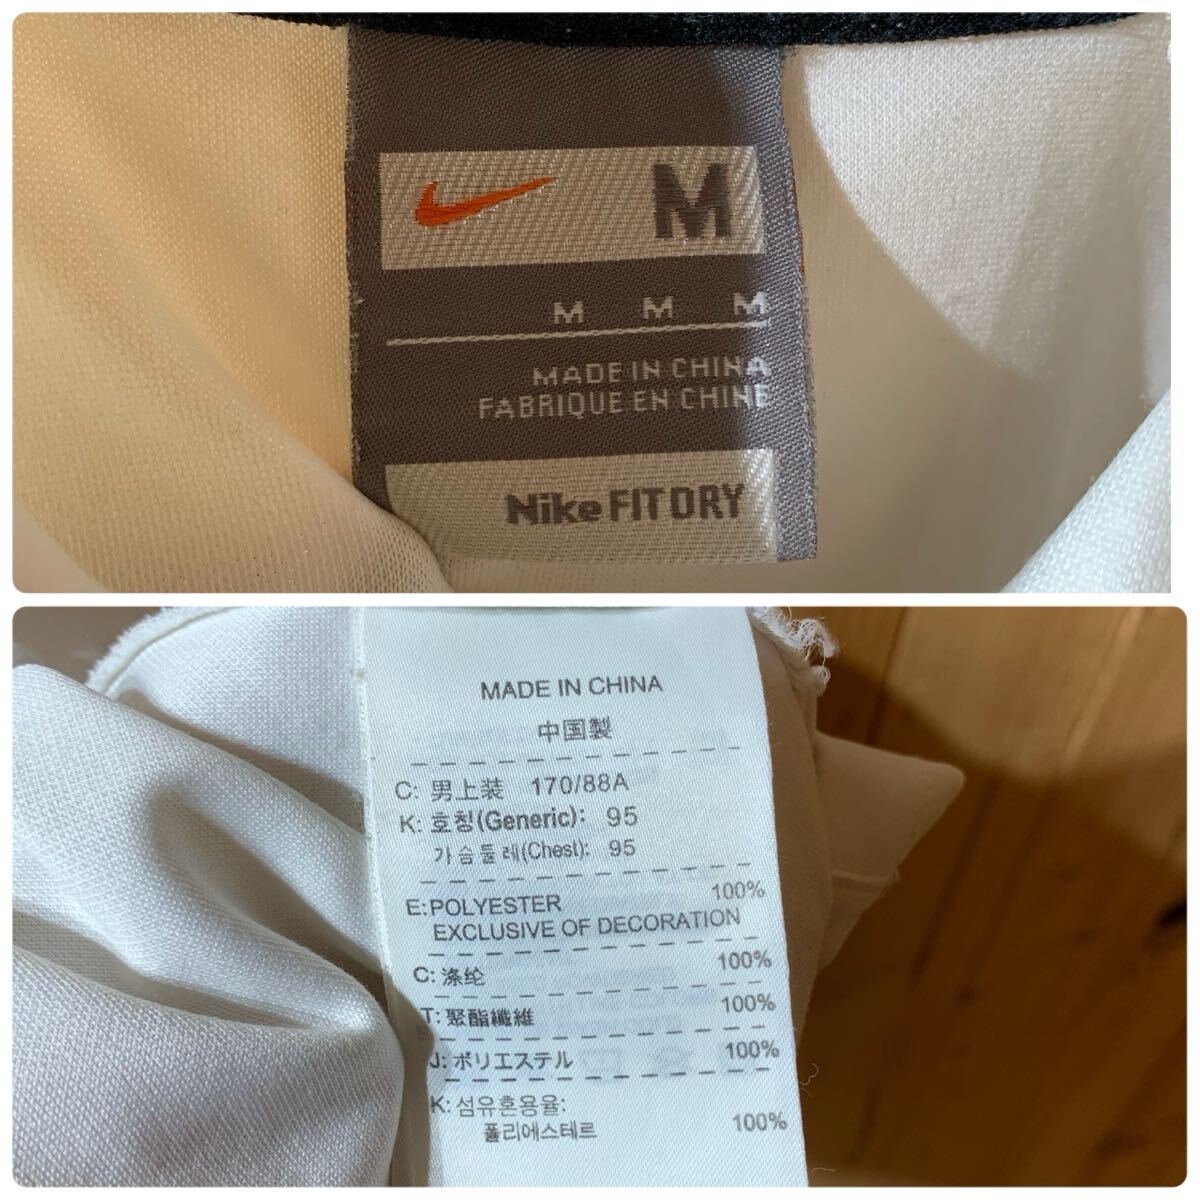 M
M M M
MADE IN CHINA
FABRIQUE EN CHINE
Nike FIT DRY
MADE IN CHINA
中国製
C: 男上装 170/88A
K: 호칭(Generic): 95
가슴둘레(Chest): 95
E:POLYESTER 100%
EXCLUSIVE OF DECORATION
C: 涤纶 100%
T: 聚酯纖維 100%
J: ポリエステル 100%
K: 섬유혼용율:
폴리에스테르 100%